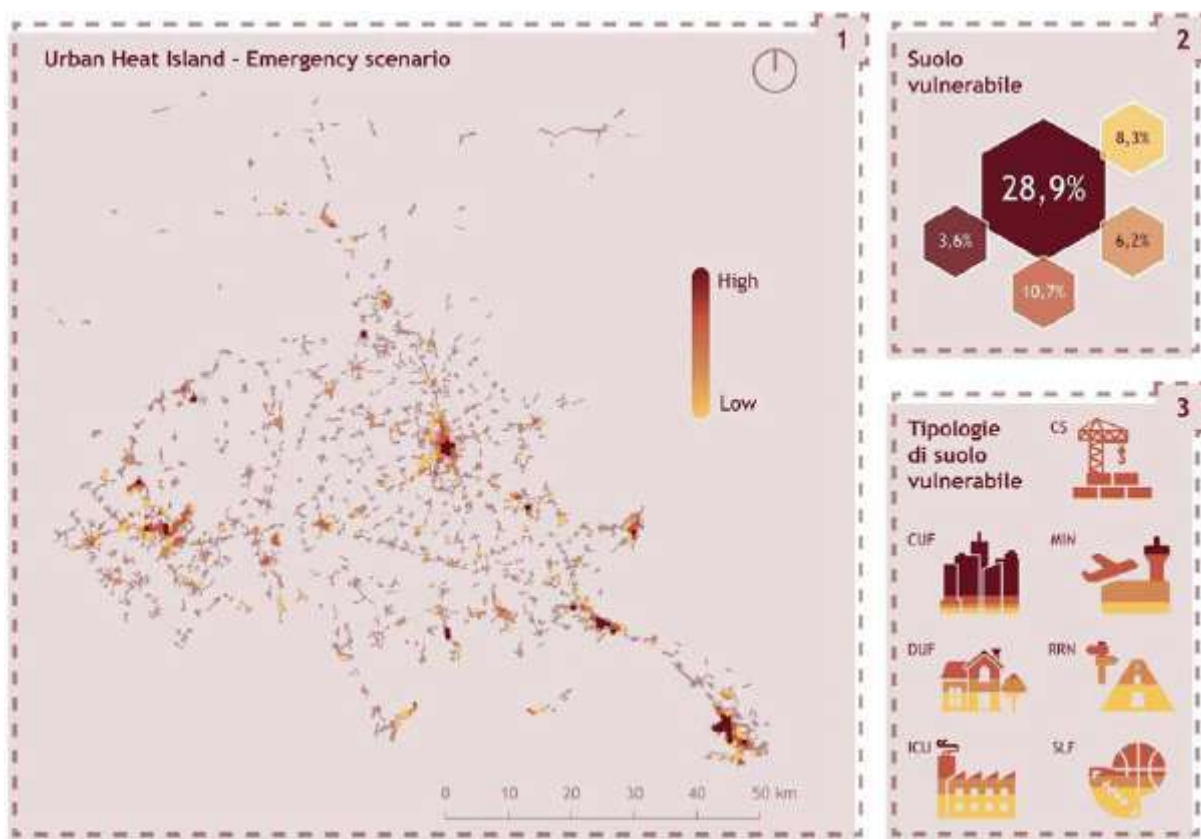 1
Urban Heat Island - Emergency scenario
High
Low
0 10 20 30 40 50 km
2
Suolo
vulnerabile
8,3%
28,9%
3,6%
6,2%
10,7%
3
Tipologie
di suolo
vulnerabile
CS
CUF
MIN
DUF
RRN
ICU
SLF